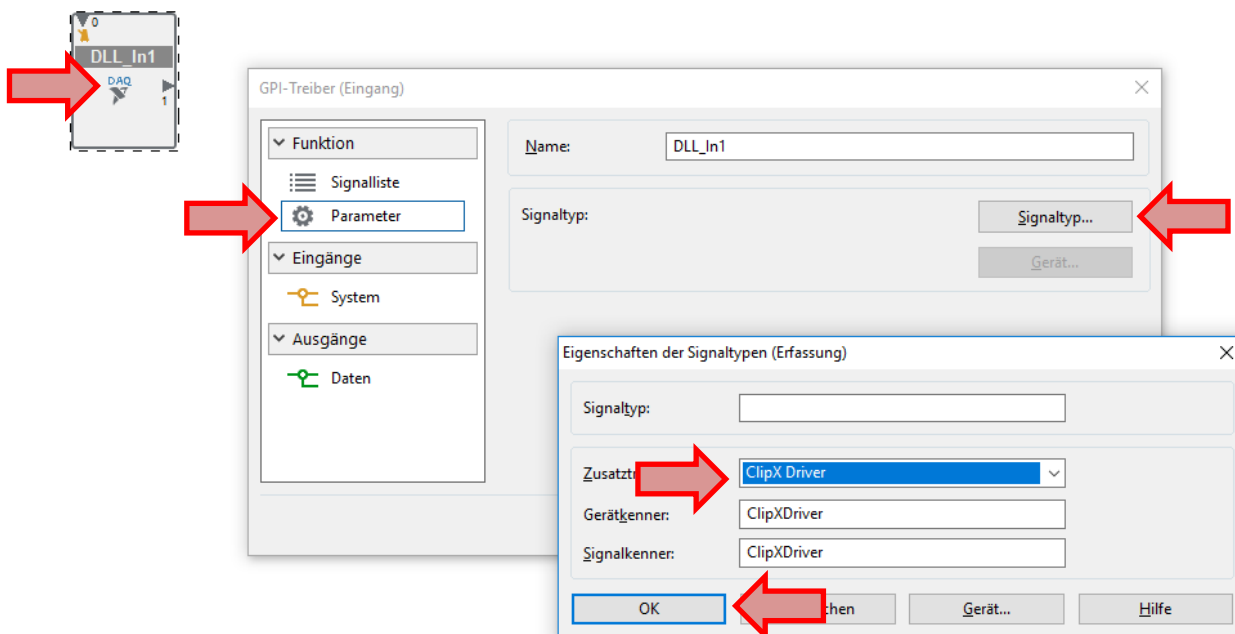 0
DLL_In1
DAQ
1
GPI-Treiber (Eingang)
Funktion
Signalliste
Parameter
Eingänge
System
Ausgänge
Daten
Name: DLL_In1
Signaltyp: Signaltyp...
Gerät...
Eigenschaften der Signaltypen (Erfassung)
Signaltyp:
ClipX Driver
Gerätkenner: ClipXDriver
Signalkenner: ClipXDriver
OK Gerät... Hilfe